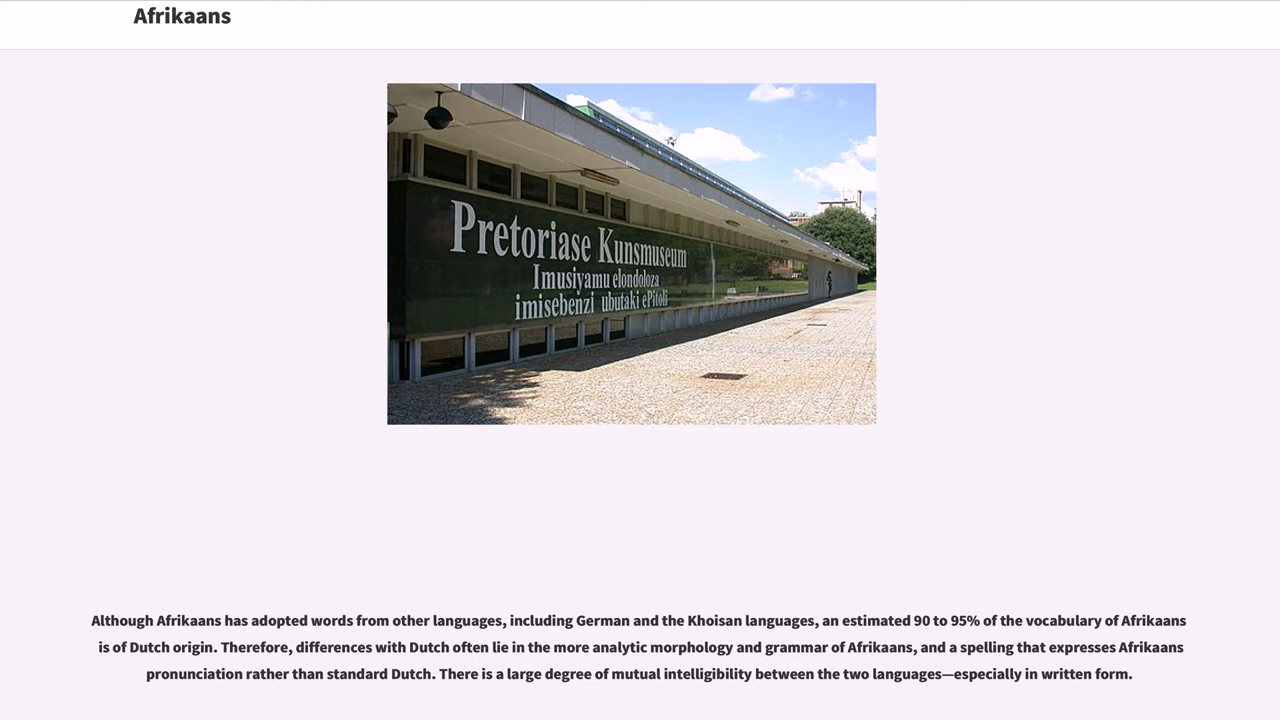 Afrikaans
Pretoriase Kunsmuseum
Imusiyamu elondoloza
imisebenzi ubutaki ePitoli
Although Afrikaans has adopted words from other languages, including German and the Khoisan languages, an estimated 90 to 95% of the vocabulary of Afrikaans
is of Dutch origin. Therefore, differences with Dutch often lie in the more analytic morphology and grammar of Afrikaans, and a spelling that expresses Afrikaans
pronunciation rather than standard Dutch. There is a large degree of mutual intelligibility between the two languages—especially in written form.